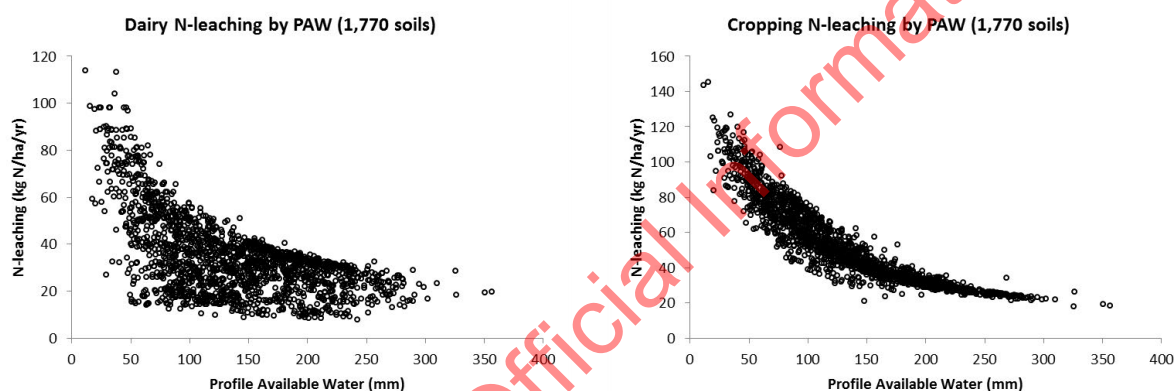 Dairy N-leaching by PAW (1,770 soils)
120
100
80
60
40
20
0
N-leaching (kg N/ha/yr)
0 50 100 150 200 250 300 350 400
Profile Available Water (mm)
Cropping N-leaching by PAW (1,770 soils)
160
140
120
100
80
60
40
20
0
N-leaching (kg N/ha/yr)
0 50 100 150 200 250 300 350 400
Profile Available Water (mm)
Official Informat